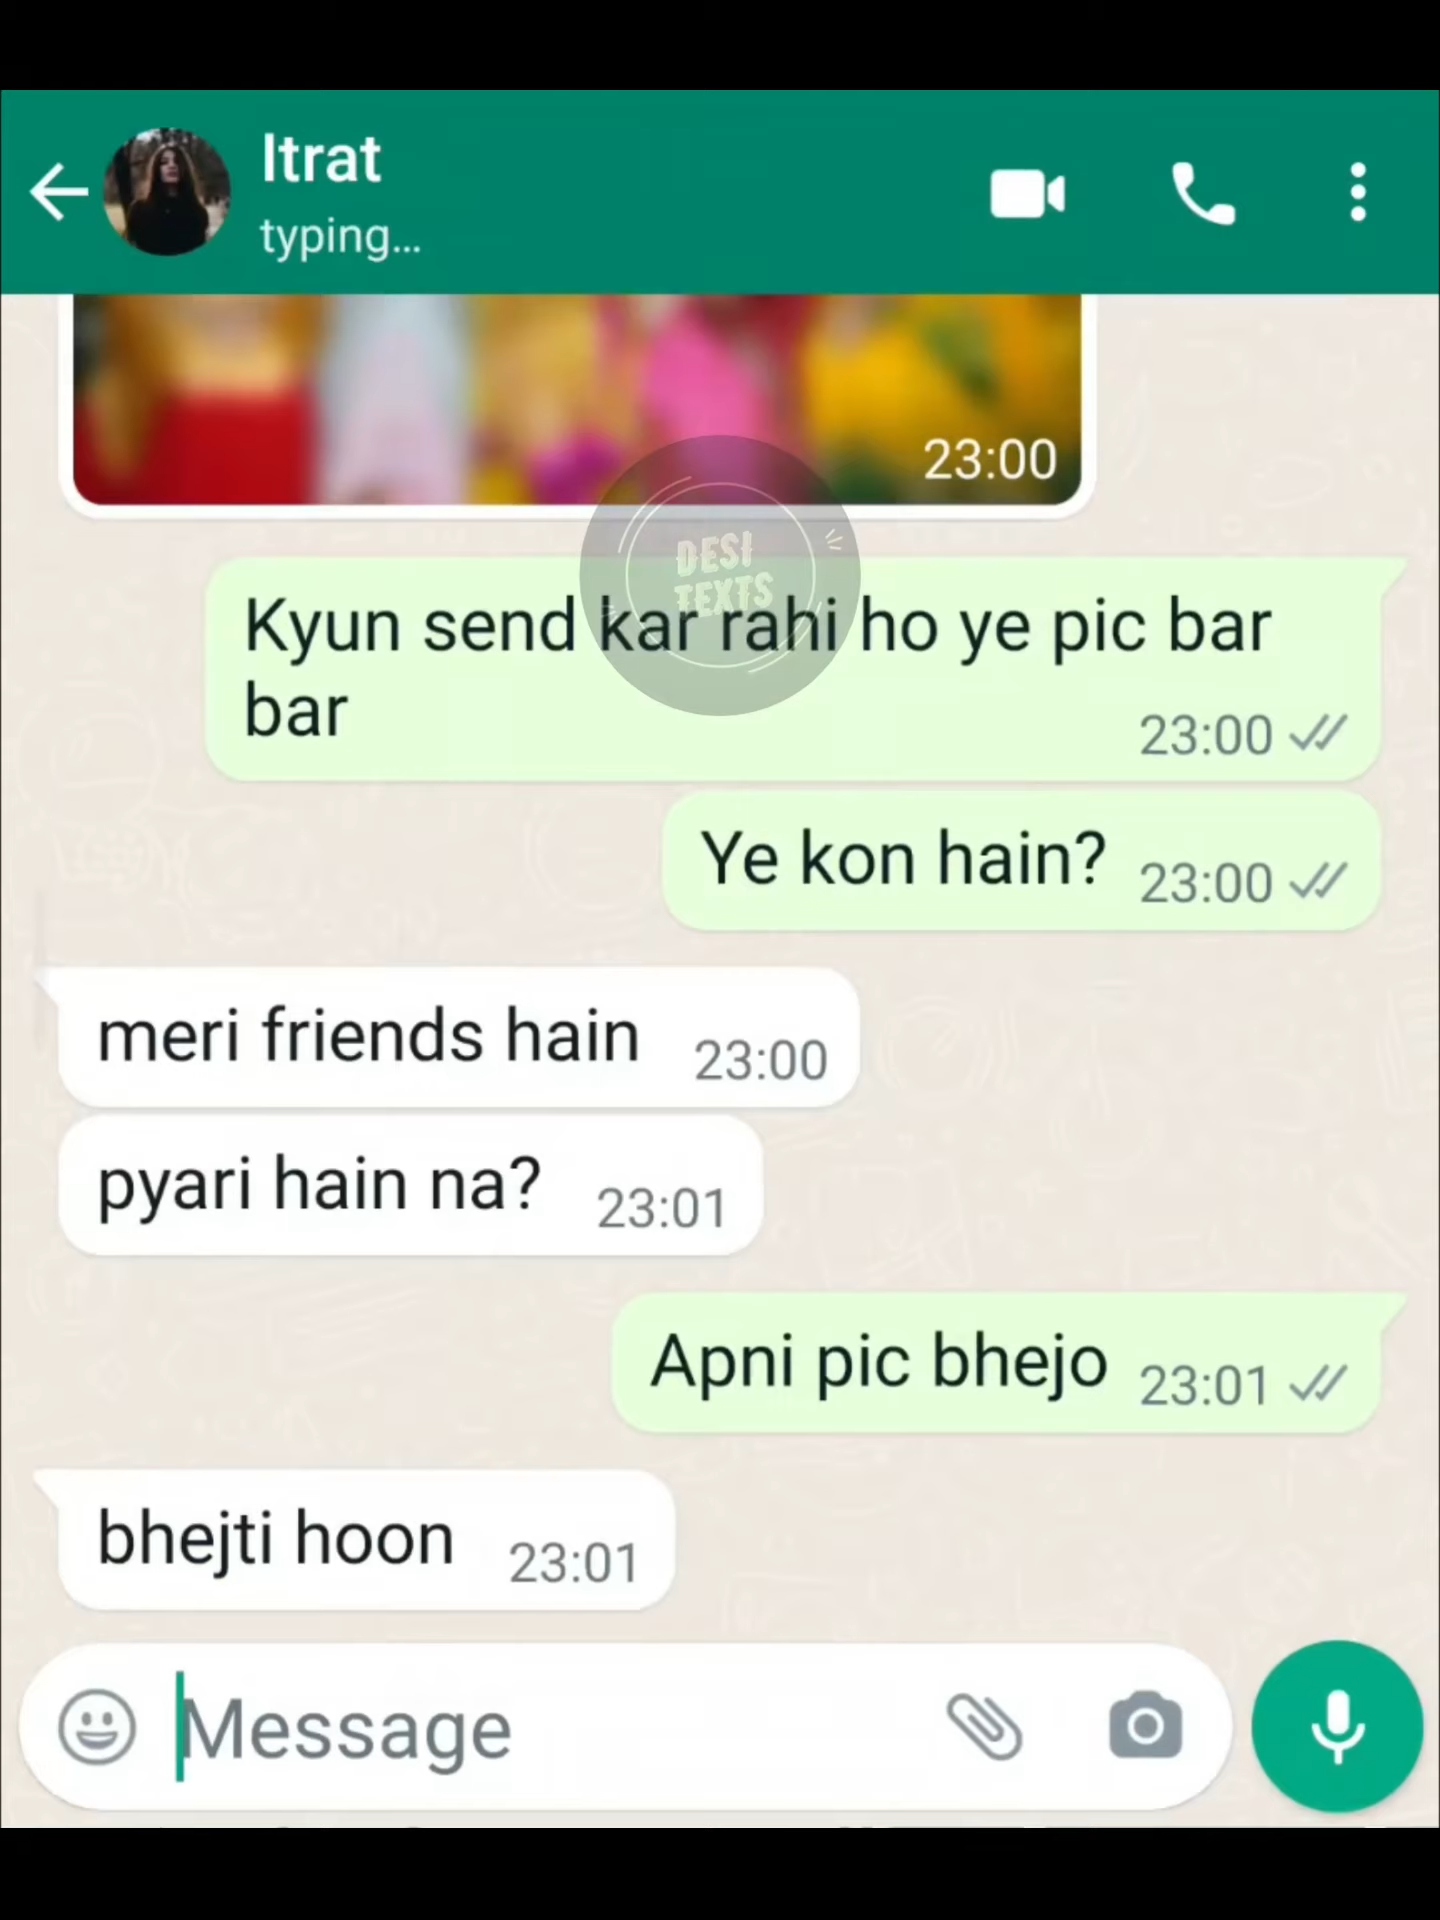 Itrat
typing...
23:00
DESI
TEXTS
Kyun send kar rahi ho ye pic bar
bar
23:00
Ye kon hain? 23:00
meri friends hain 23:00
pyari hain na? 23:01
Apni pic bhejo 23:01
bhejti hoon 23:01
Message